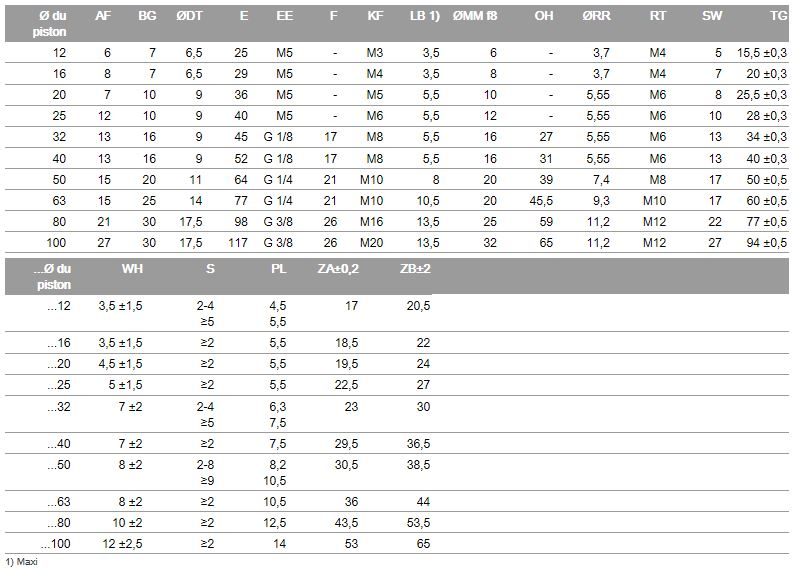 Ø du piston AF BG ØDT E EE F KF LB 1) ØMM f8 OH ØRR RT SW TG
12 6 7 6,5 25 M5 - M3 3,5 6 - 3,7 M4 5 15,5 ±0,3
16 8 7 6,5 29 M5 - M4 3,5 8 - 3,7 M4 7 20 ±0,3
20 7 10 9 36 M5 - M5 5,5 10 - 5,55 M6 8 25,5 ±0,3
25 12 10 9 40 M5 - M6 5,5 12 - 5,55 M6 10 28 ±0,3
32 13 16 9 45 G 1/8 17 M8 5,5 16 27 5,55 M6 13 34 ±0,3
40 13 16 9 52 G 1/8 17 M8 5,5 16 31 5,55 M6 13 40 ±0,3
50 15 20 11 64 G 1/4 21 M10 8 20 39 7,4 M8 17 50 ±0,5
63 15 25 14 77 G 1/4 21 M10 10,5 20 45,5 9,3 M10 17 60 ±0,5
80 21 30 17,5 98 G 3/8 26 M16 13,5 25 59 11,2 M12 22 77 ±0,5
100 27 30 17,5 117 G 3/8 26 M20 13,5 32 65 11,2 M12 27 94 ±0,5
...Ø du piston WH S PL ZA±0,2 ZB±2
...12 3,5 ±1,5 2-4 4,5 17 20,5
≥5 5,5
...16 3,5 ±1,5 ≥2 5,5 18,5 22
...20 4,5 ±1,5 ≥2 5,5 19,5 24
...25 5 ±1,5 ≥2 5,5 22,5 27
...32 7 ±2 2-4 6,3 23 30
≥5 7,5
...40 7 ±2 ≥2 7,5 29,5 36,5
...50 8 ±2 2-8 8,2 30,5 38,5
≥9 10,5
...63 8 ±2 ≥2 10,5 36 44
...80 10 ±2 ≥2 12,5 43,5 53,5
...100 12 ±2,5 ≥2 14 53 65
1) Maxi